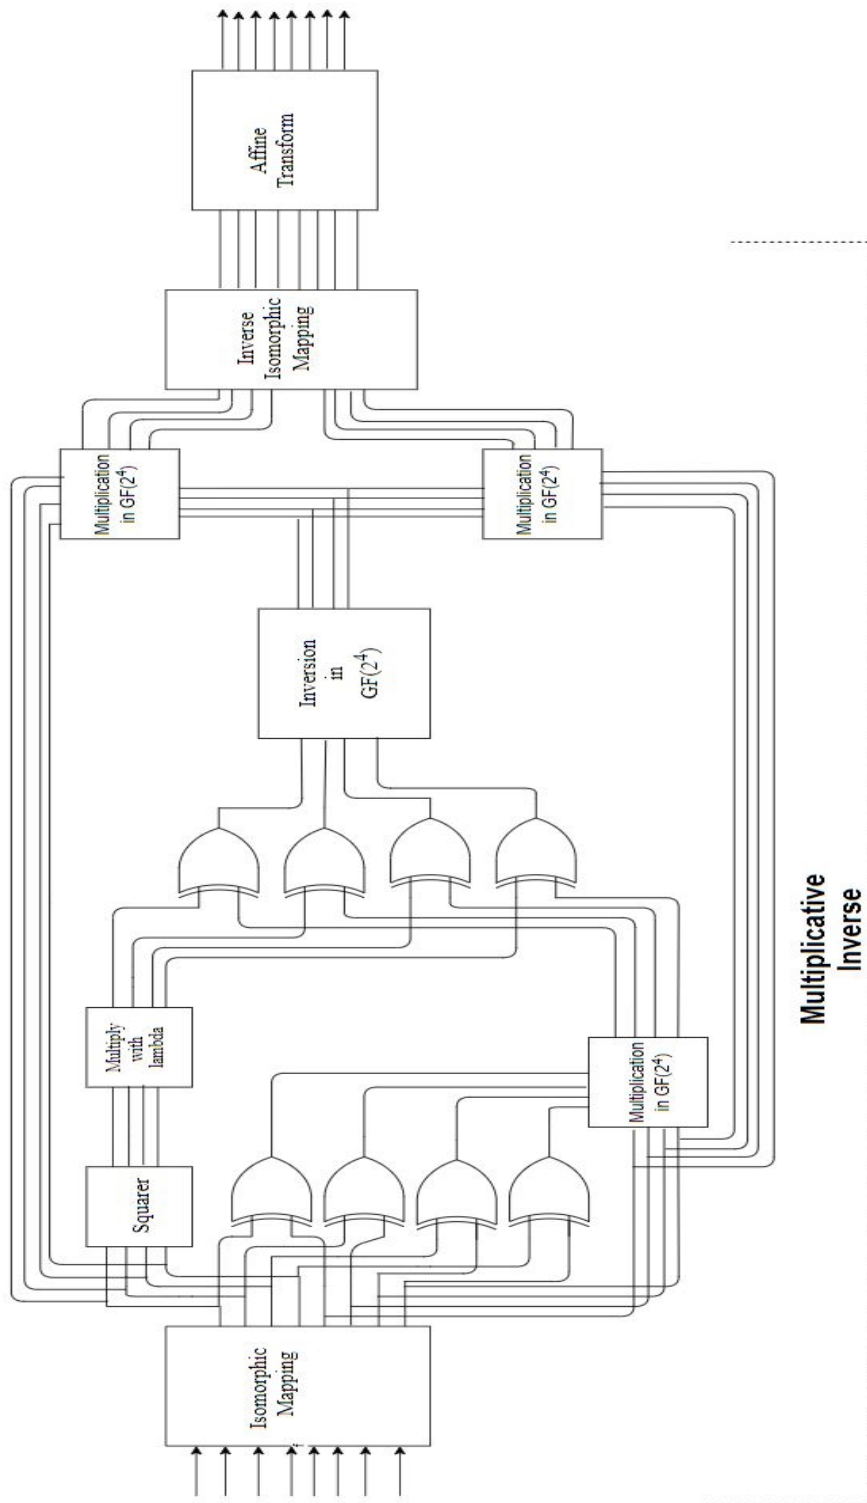 Isomorphic
Mapping
Squarer
Multiply
with
lambda
Multiplication
in GF(2⁴)
Inversion
in
GF(2⁴)
Multiplication
in GF(2⁴)
Multiplication
in GF(2⁴)
Inverse
Isomorphic
Mapping
Affine
Transform
Multiplicative
Inverse